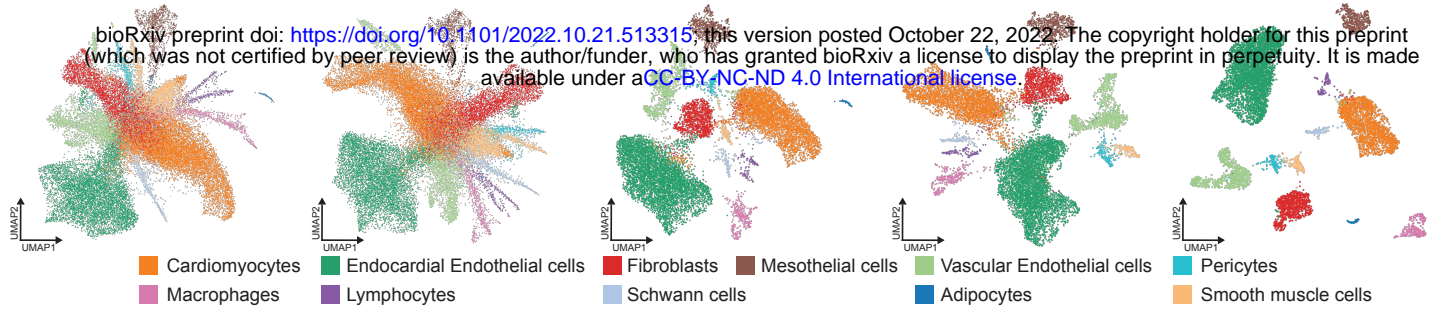 bioRxiv preprint doi: https://doi.org/10.1101/2022.10.21.513315; this version posted October 22, 2022. The copyright holder for this preprint
(which was not certified by peer review) is the author/funder, who has granted bioRxiv a license to display the preprint in perpetuity. It is made
available under aCC-BY-NC-ND 4.0 International license.
UMAP2 UMAP2 UMAP2 UMAP2 UMAP2
UMAP1 UMAP1 UMAP1 UMAP1 UMAP1
Cardiomyocytes Endocardial Endothelial cells Fibroblasts Mesothelial cells Vascular Endothelial cells Pericytes
Macrophages Lymphocytes Schwann cells Adipocytes Smooth muscle cells